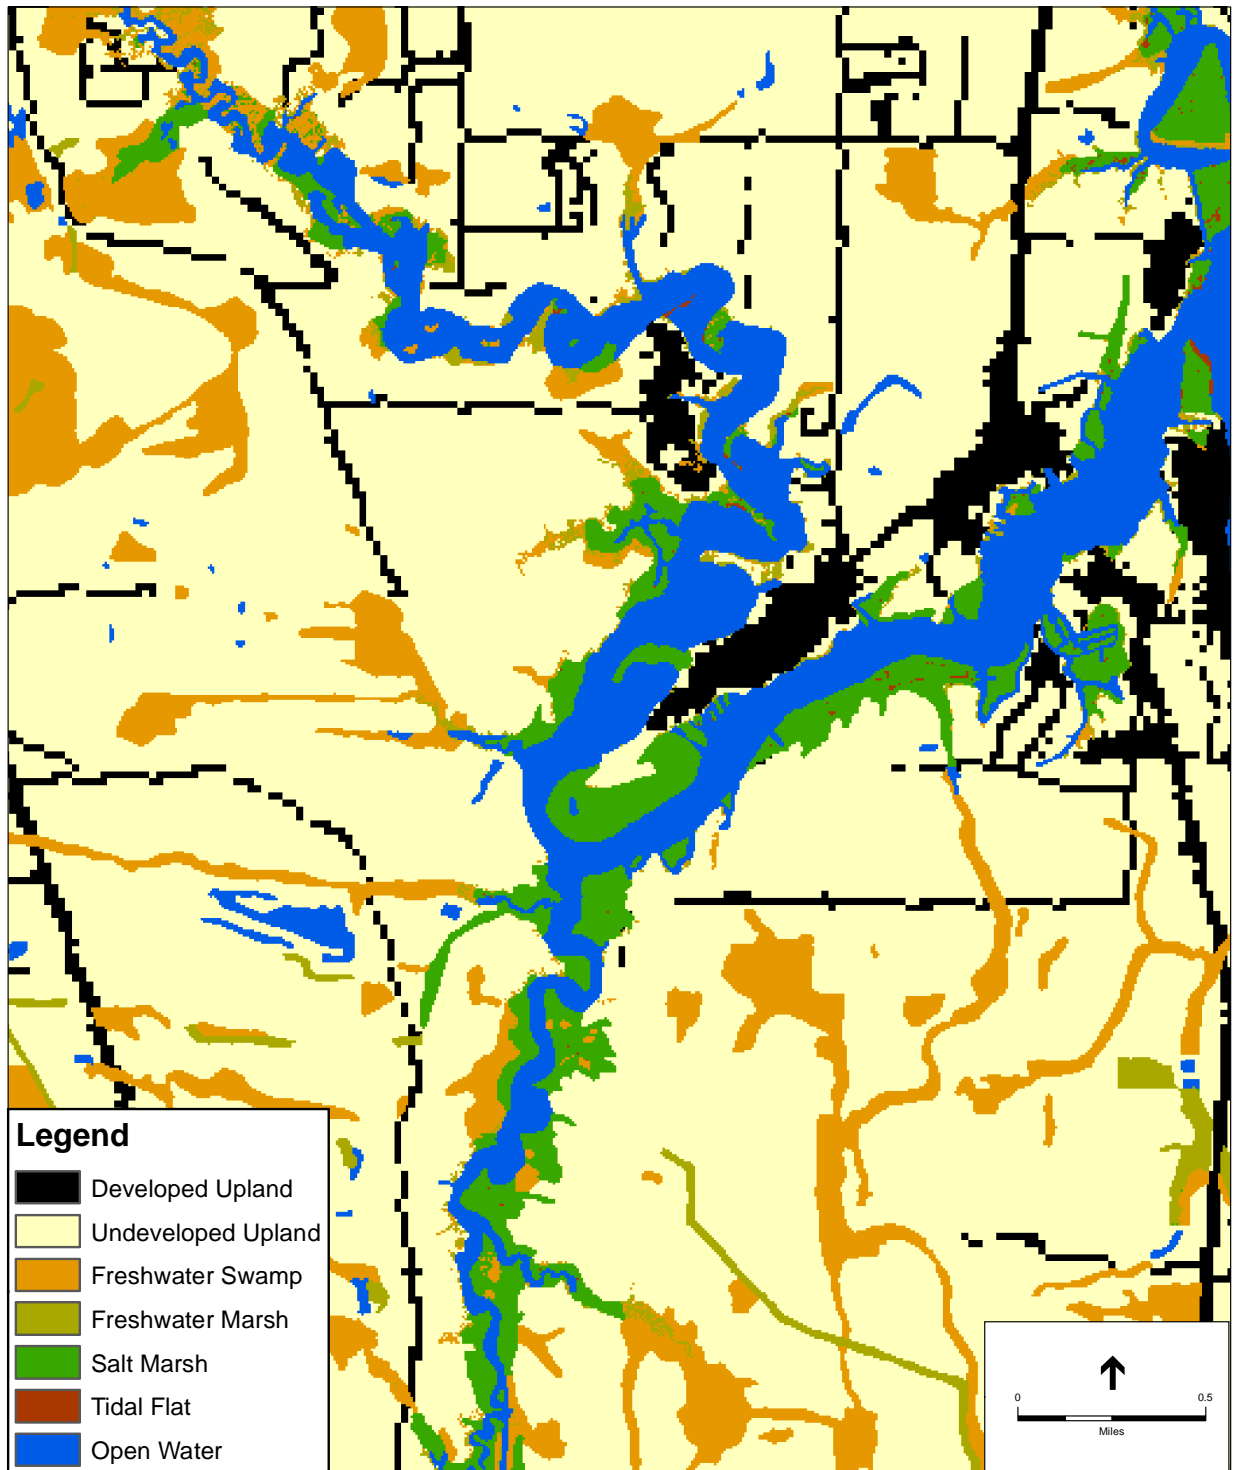 Legend
Developed Upland
Undeveloped Upland
Freshwater Swamp
Freshwater Marsh
Salt Marsh
Tidal Flat
Open Water
0 0.5
Miles